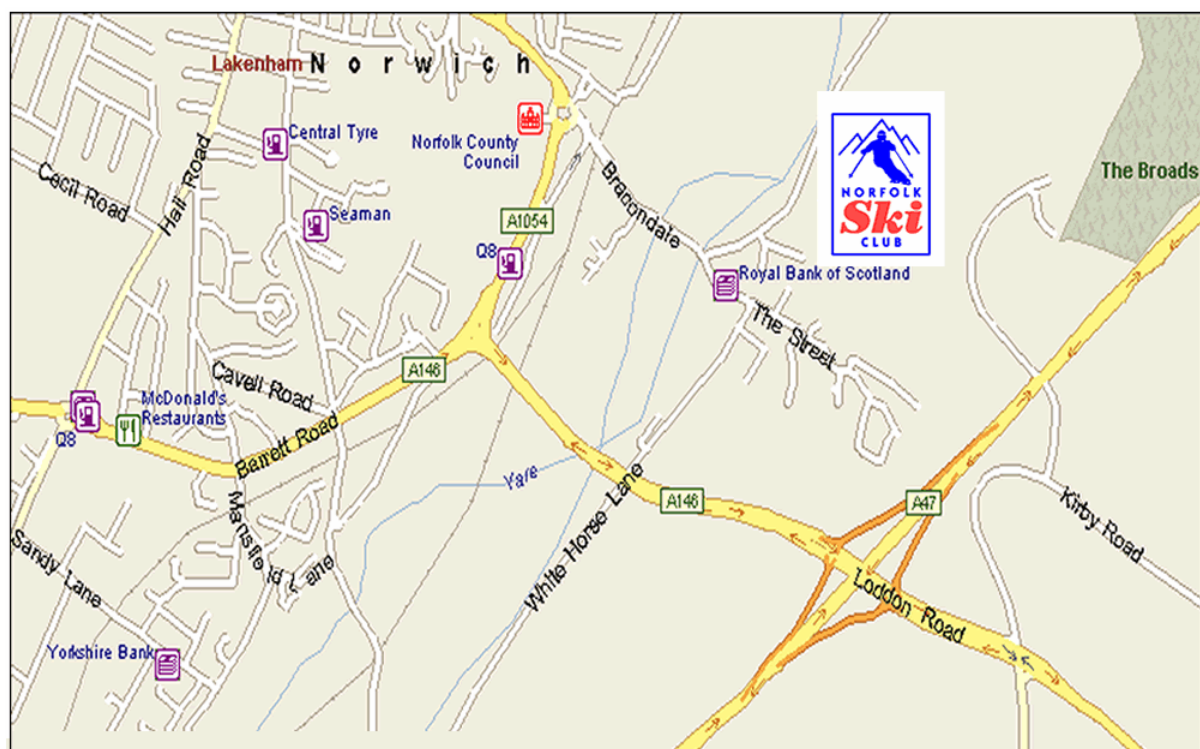 Lakenham
Norwich
Central Tyre
Norfolk County
Council
NORFOLK
Ski
CLUB
The Broads
Cecil Road
Hall Road
Seaman
A1054
Bracondale
Q8
Royal Bank of Scotland
The Street
A146
Cavell Road
McDonald's
Restaurants
Q8
Barrett Road
Yare
A146
A47
Kirby Road
Mansfield Lane
White Horse Lane
Sandy Lane
Loddon Road
Yorkshire Bank